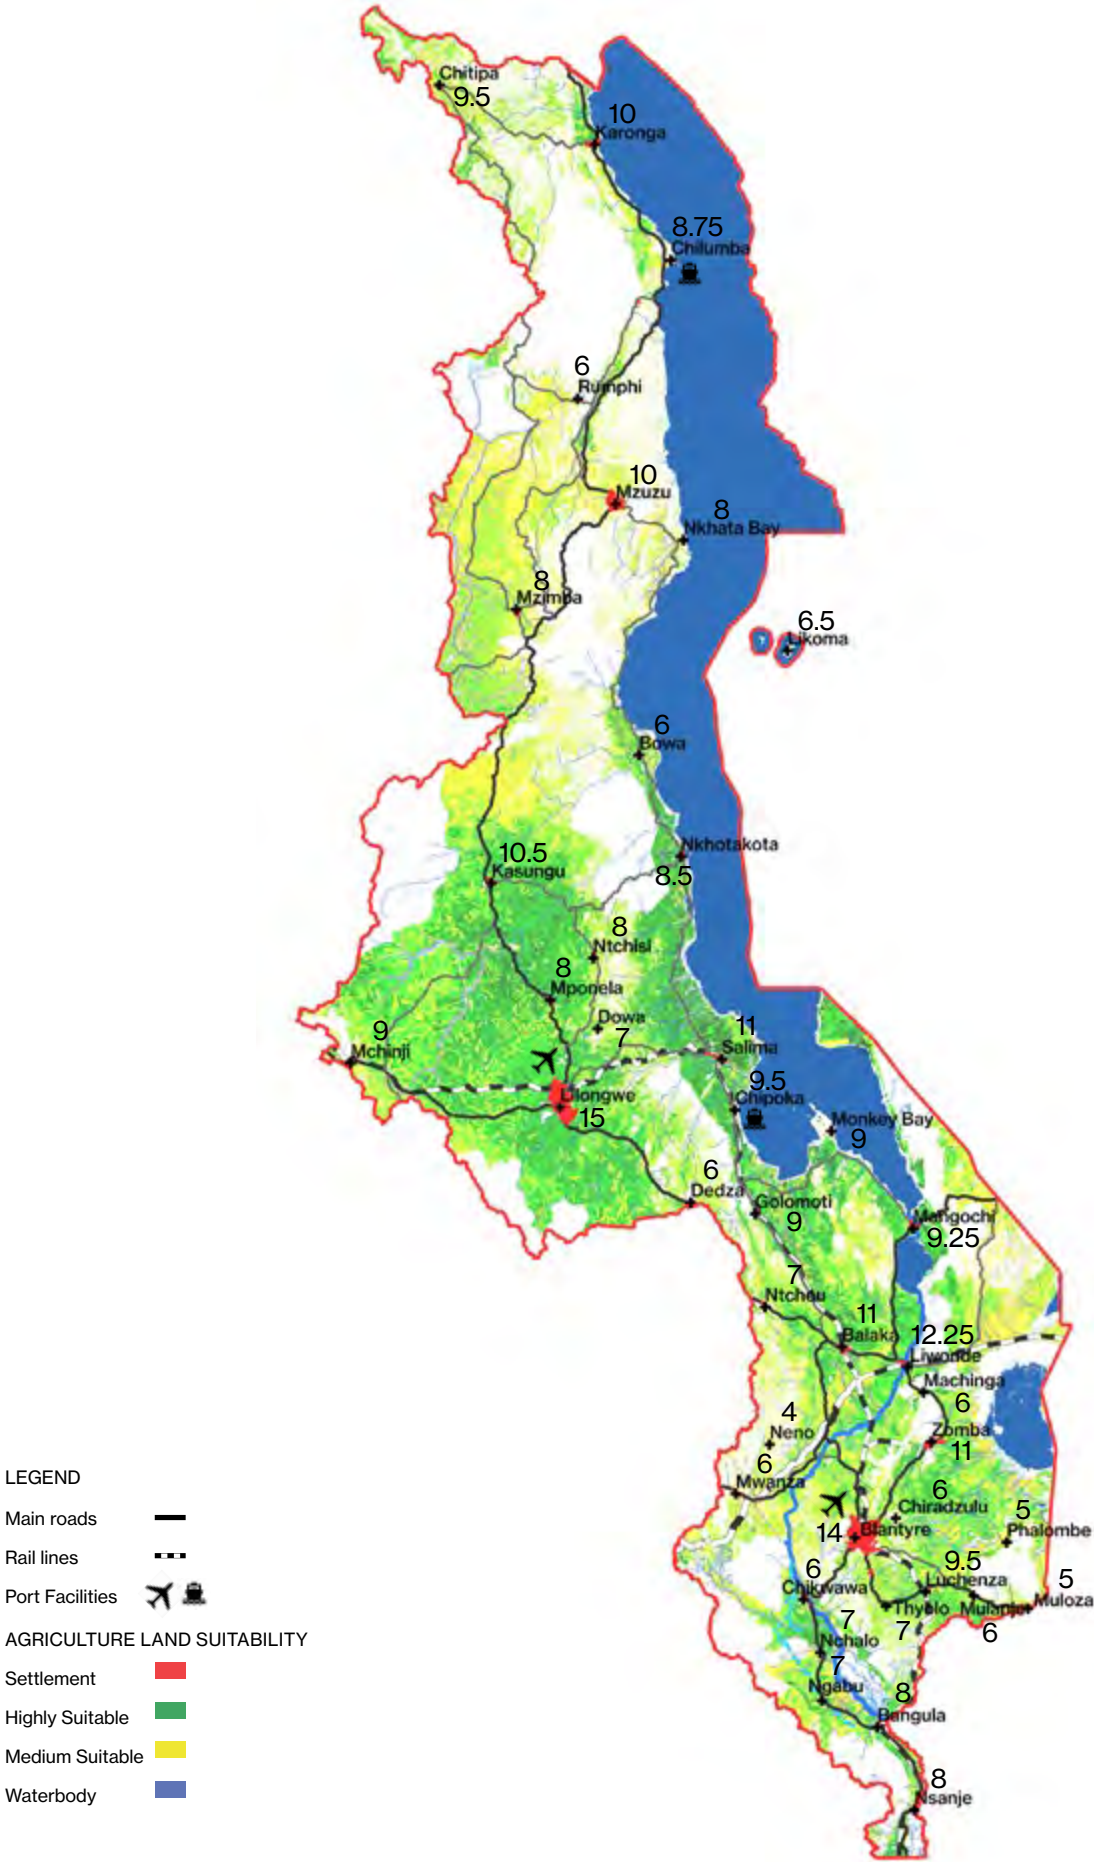 Chitipa
9.5
10
Karonga
8.75
Chilumba
6
Rumphi
10
Mzuzu
8
Nkhata Bay
8
Mzimba
6.5
Likoma
6
Bowa
Nkhotakota
8.5
10.5
Kasungu
8
Ntchisi
8
Mponela
Dowa
7
11
Salima
9
Mchinji
9.5
Chipoka
Lilongwe
15
Monkey Bay
9
6
Dedza
Golomoti
9
Mangochi
9.25
7
Ntcheu
11
Balaka
12.25
Liwonde
Machinga
6
4
Neno
Zomba
11
6
Mwanza
6
Chiradzulu
5
Phalombe
14
Blantyre
9.5
Luchenza
6
Chikwawa
5
Muloza
Thyolo
Mulanje
7
6
7
Nchalo
7
Ngabu
8
Bangula
8
Nsanje
LEGEND
Main roads
Rail lines
Port Facilities
AGRICULTURE LAND SUITABILITY
Settlement
Highly Suitable
Medium Suitable
Waterbody